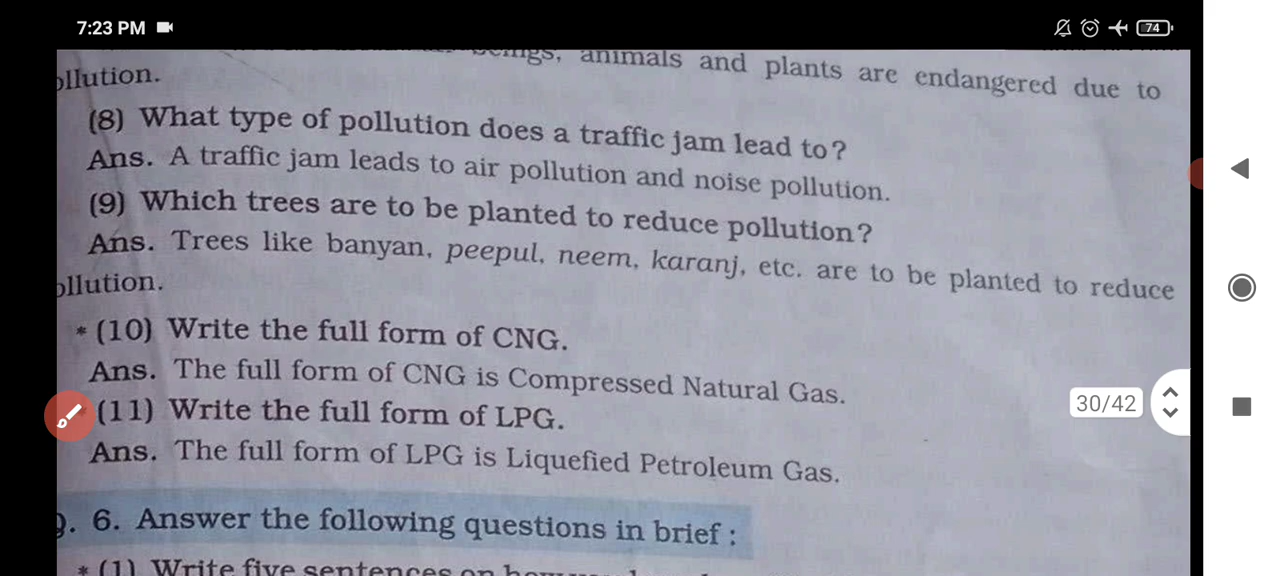 7:23 PM
74
beings, animals and plants are endangered due to
ollution.
(8) What type of pollution does a traffic jam lead to?
Ans. A traffic jam leads to air pollution and noise pollution.
(9) Which trees are to be planted to reduce pollution?
Ans. Trees like banyan, peepul, neem, karanj, etc. are to be planted to reduce
ollution.
* (10) Write the full form of CNG.
Ans. The full form of CNG is Compressed Natural Gas.
* (11) Write the full form of LPG.
30/42
Ans. The full form of LPG is Liquefied Petroleum Gas.
. 6. Answer the following questions in brief :
* (1) Write five sentences on